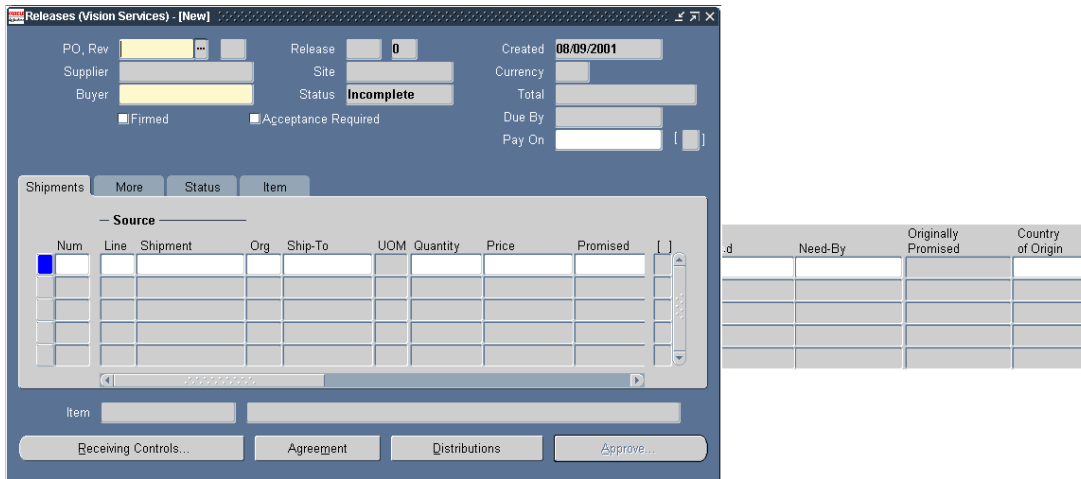 Releases (Vision Services) - [New]
PO, Rev ... Release 0 Created 08/09/2001
Supplier Site Currency
Buyer Status Incomplete Total
Firmed Acceptance Required Due By
Pay On [ ]
Shipments More Status Item
Source
Originally Country
Num Line Shipment Org Ship-To UOM Quantity Price Promised [ ] .d Need-By Promised of Origin
Item
Receiving Controls... Agreement Distributions Approve...